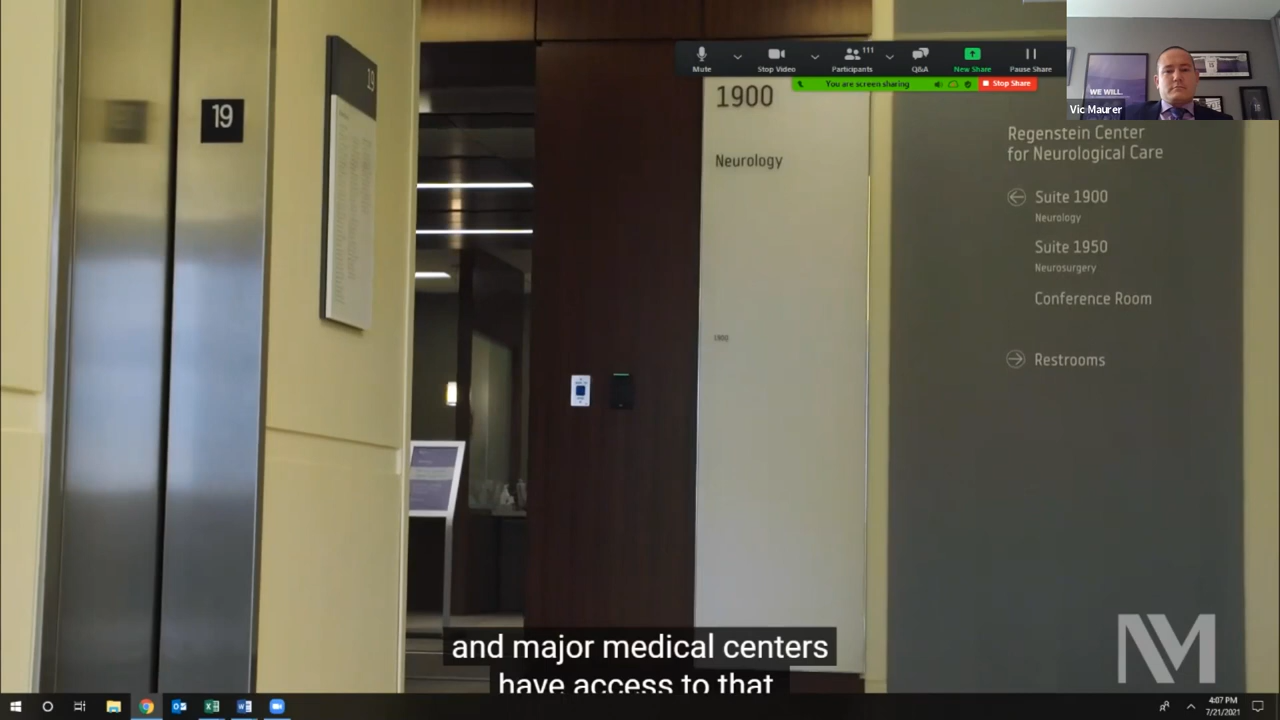 19
19
1900
Neurology
Mute
Stop Video
Participants
111
Q&A
New Share
Pause Share
You are screen sharing
Stop Share
WE WILL.
Vic Maurer
Regenstein Center
for Neurological Care
Suite 1900
Neurology
Suite 1950
Neurosurgery
Conference Room
Restrooms
NM
and major medical centers
have access to that
4:07 PM
7/21/2021